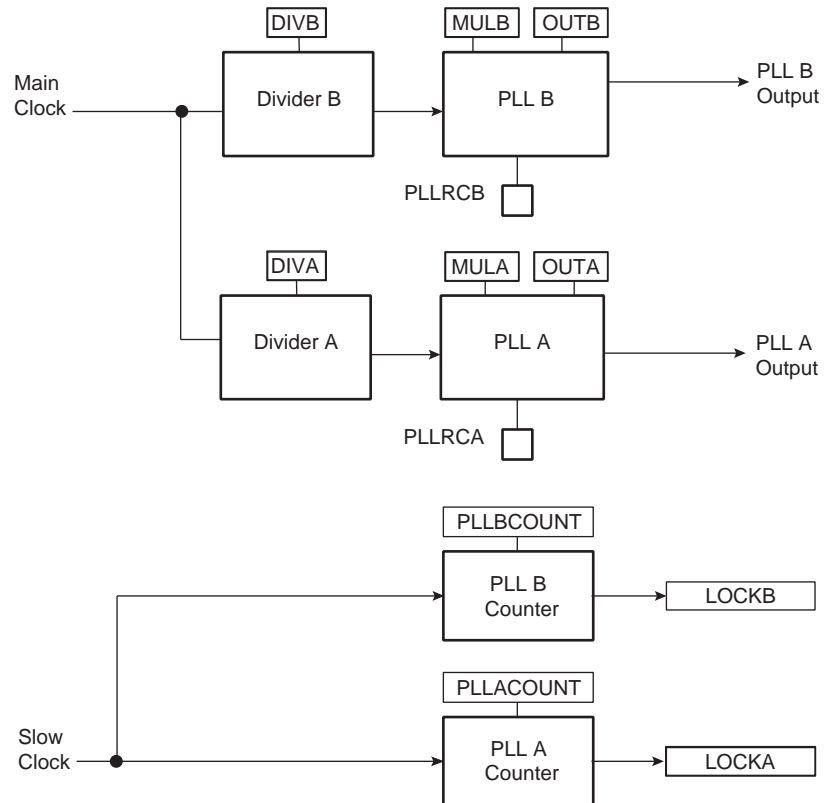 DIVB
MULB
OUTB
Main
Clock
Divider B
PLL B
PLL B
Output
PLLRCB
DIVA
MULA
OUTA
Divider A
PLL A
PLL A
Output
PLLRCA
PLLBCOUNT
PLL B
Counter
LOCKB
PLLACOUNT
Slow
Clock
PLL A
Counter
LOCKA